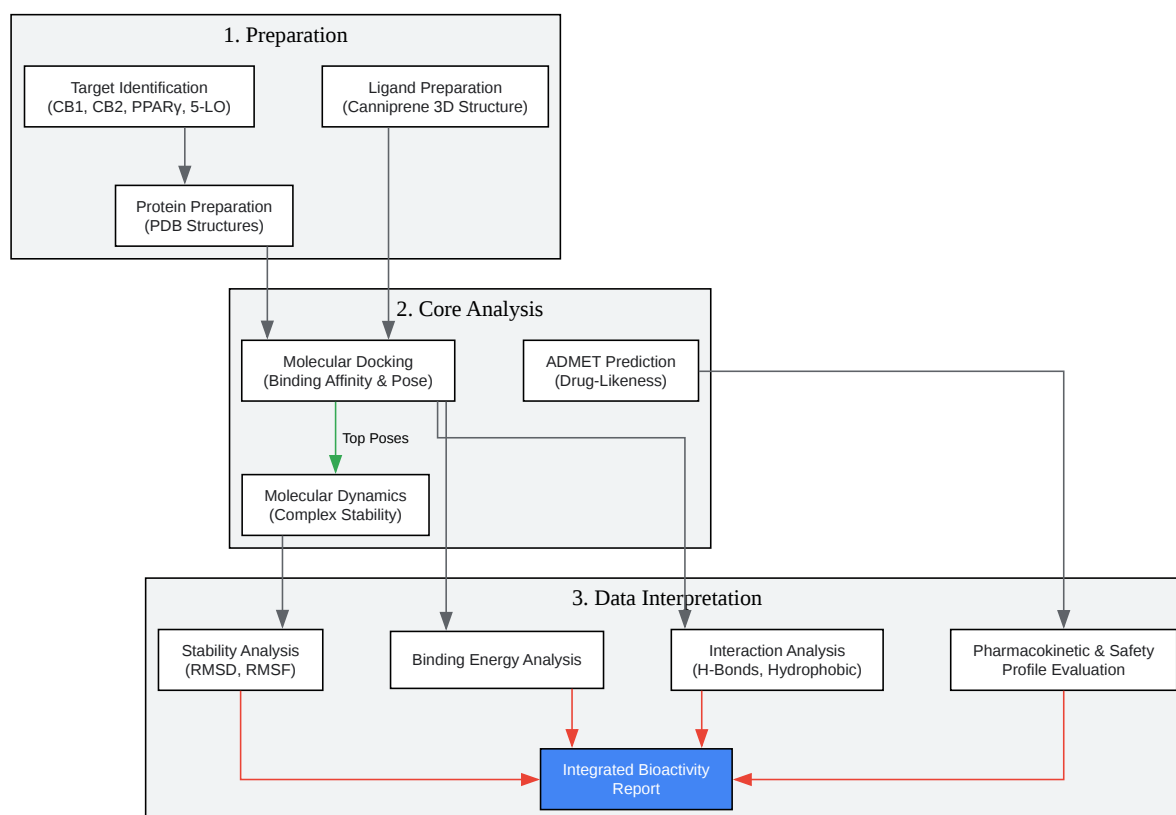 1. Preparation
Target Identification
(CB1, CB2, PPARγ, 5-LO)
Ligand Preparation
(Canniprene 3D Structure)
Protein Preparation
(PDB Structures)
2. Core Analysis
Molecular Docking
(Binding Affinity & Pose)
ADMET Prediction
(Drug-Likeness)
Top Poses
Molecular Dynamics
(Complex Stability)
3. Data Interpretation
Stability Analysis
(RMSD, RMSF)
Binding Energy Analysis
Interaction Analysis
(H-Bonds, Hydrophobic)
Pharmacokinetic & Safety
Profile Evaluation
Integrated Bioactivity
Report